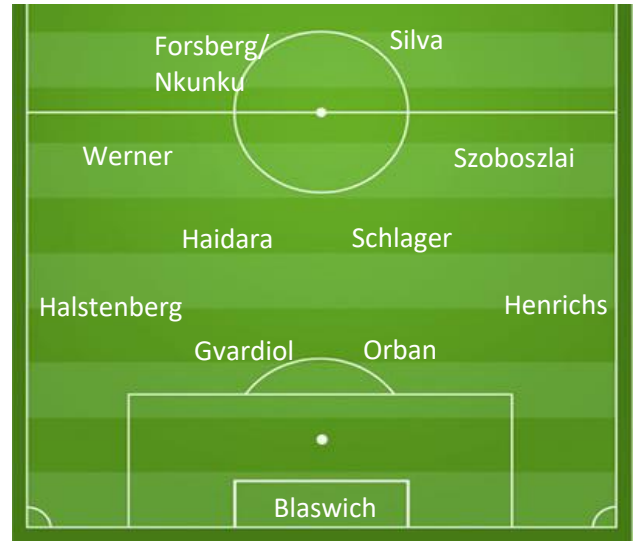 Forsberg/
Nkunku
Silva
Werner
Szoboszlai
Haidara
Schlager
Halstenberg
Henrichs
Gvardiol
Orban
Blaswich